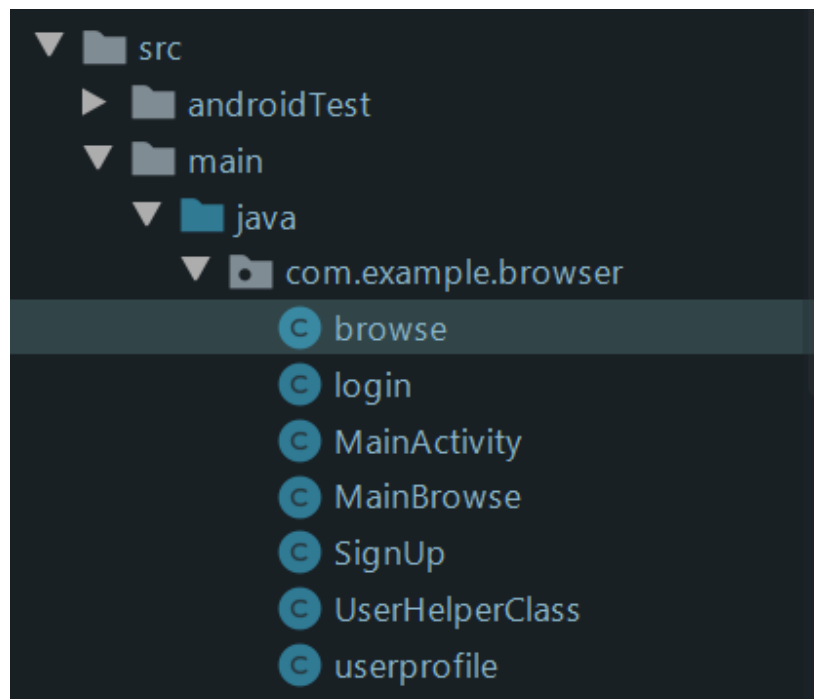 src
androidTest
main
java
com.example.browser
C browse
C login
C MainActivity
C MainBrowse
C SignUp
C UserHelperClass
C userprofile